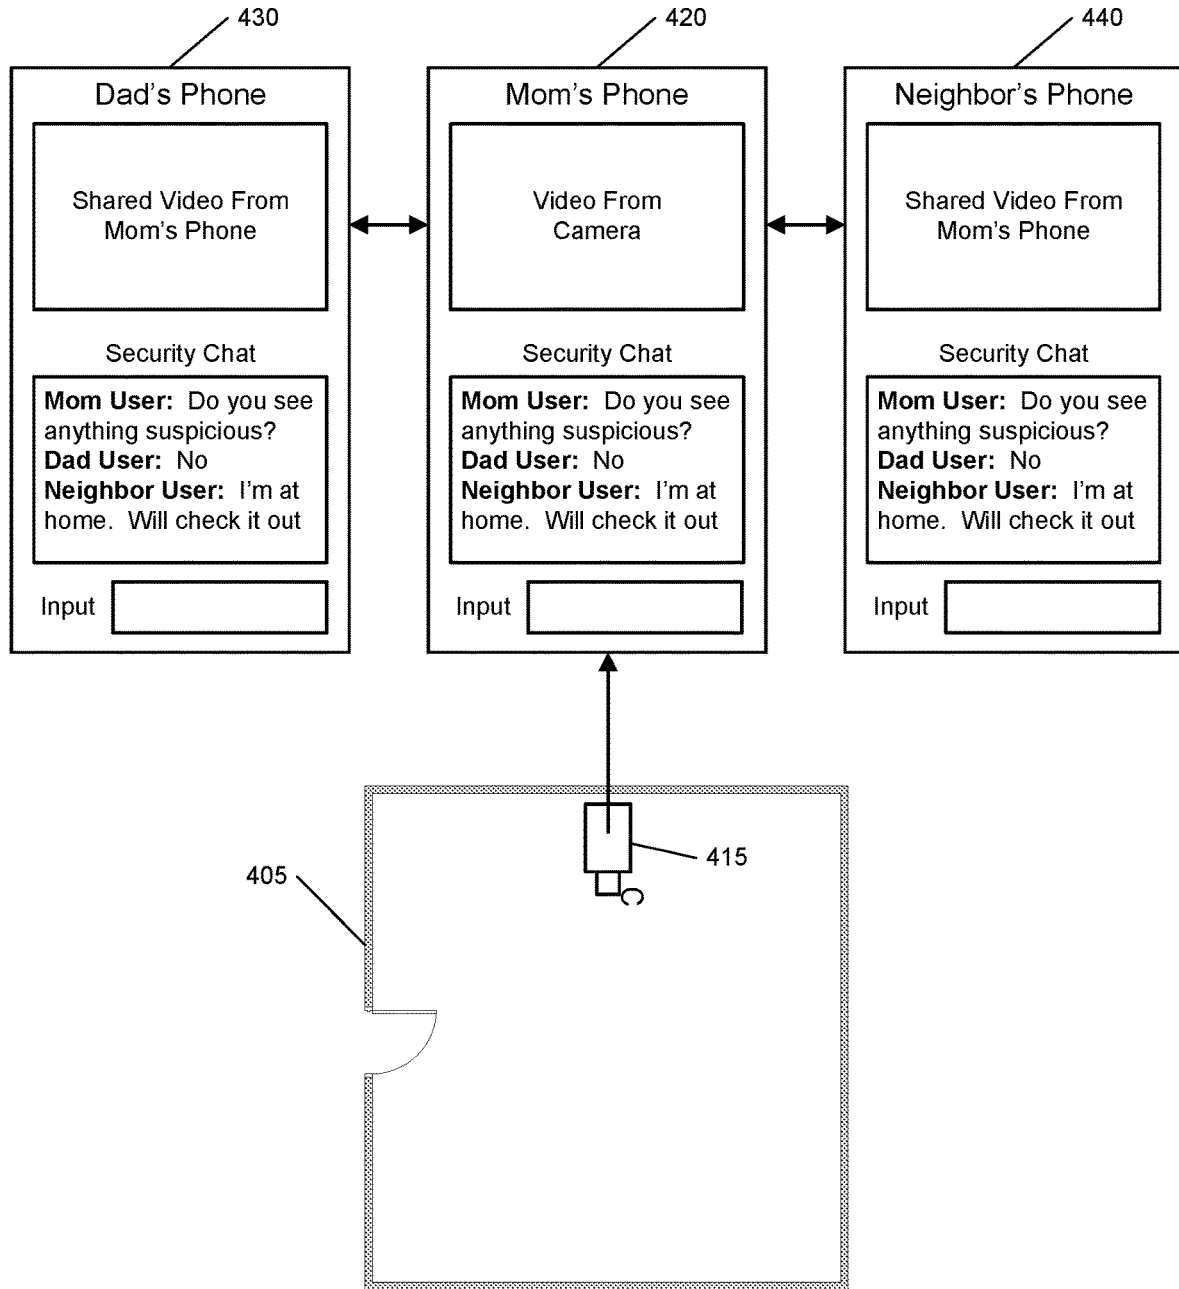 430
420
440
Dad's Phone
Shared Video From
Mom's Phone
Security Chat
Mom User: Do you see
anything suspicious?
Dad User: No
Neighbor User: I'm at
home. Will check it out
Input
Mom's Phone
Video From
Camera
Security Chat
Mom User: Do you see
anything suspicious?
Dad User: No
Neighbor User: I'm at
home. Will check it out
Input
Neighbor's Phone
Shared Video From
Mom's Phone
Security Chat
Mom User: Do you see
anything suspicious?
Dad User: No
Neighbor User: I'm at
home. Will check it out
Input
415
405